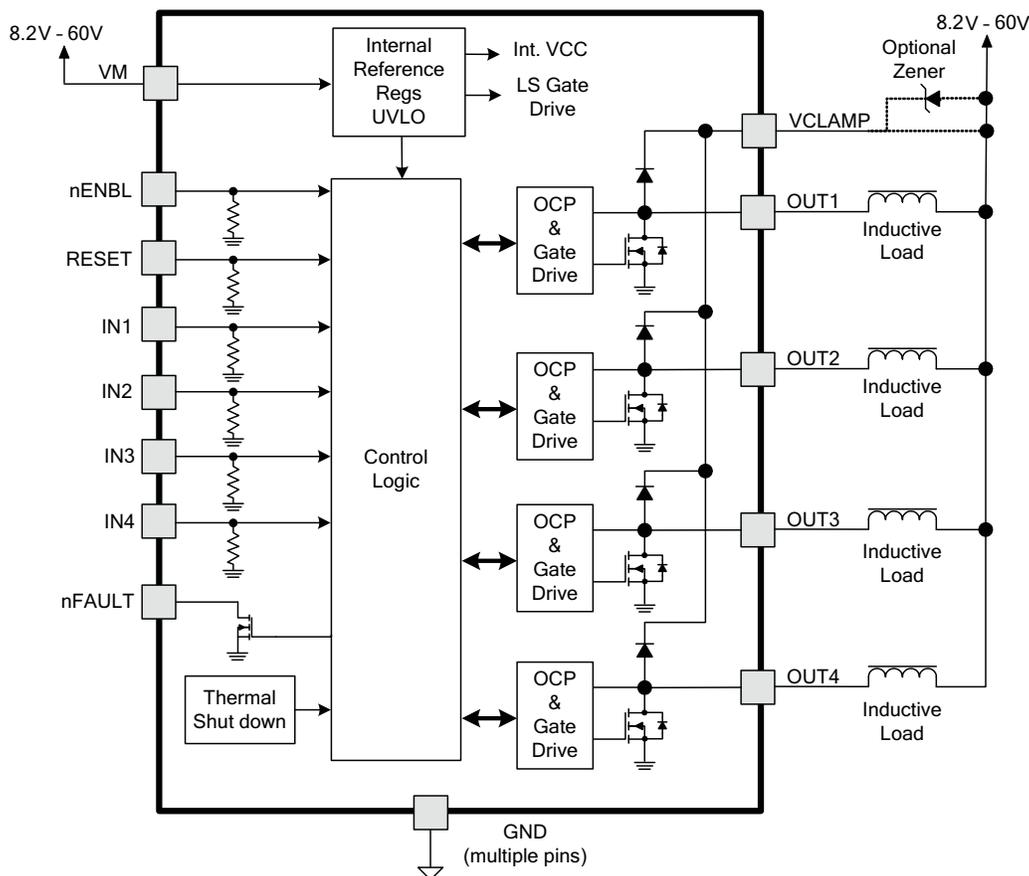 8.2V – 60V
VM
Internal
Reference
Regs
UVLO
Int. VCC
LS Gate
Drive
Optional
Zener
8.2V – 60V
VCLAMP
nENBL
RESET
IN1
IN2
IN3
IN4
nFAULT
Control
Logic
Thermal
Shut down
OCP
&
Gate
Drive
OUT1
Inductive
Load
OCP
&
Gate
Drive
OUT2
Inductive
Load
OCP
&
Gate
Drive
OUT3
Inductive
Load
OCP
&
Gate
Drive
OUT4
Inductive
Load
GND
(multiple pins)